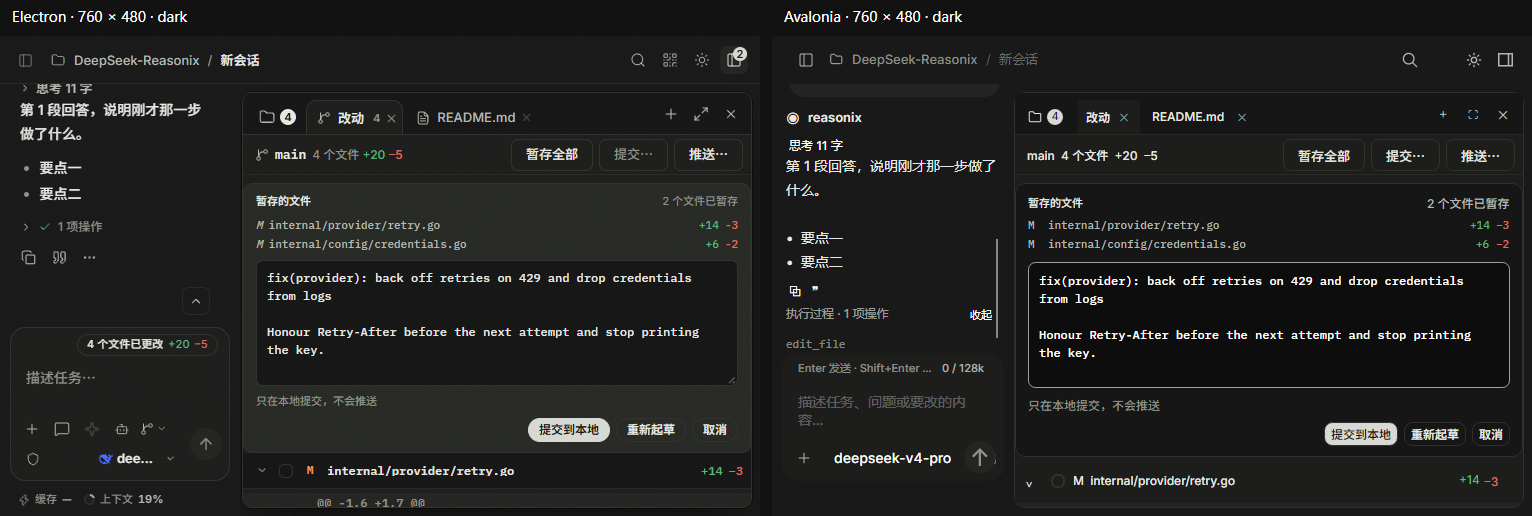 Electron · 760 × 480 · dark
DeepSeek-Reasonix / 新会话
2
思考 11 字
第 1 段回答，说明刚才那一步
做了什么。
要点一
要点二
1 项操作
4 个文件已更改 +20 −5
描述任务…
dee...
缓存 — 上下文 19%
4 改动 4 README.md
main 4 个文件 +20 −5
暂存全部 提交… 推送…
暂存的文件 2 个文件已暂存
M internal/provider/retry.go +14 -3
M internal/config/credentials.go +6 -2
fix(provider): back off retries on 429 and drop credentials
from logs
Honour Retry-After before the next attempt and stop printing
the key.
只在本地提交，不会推送
提交到本地 重新起草 取消
M internal/provider/retry.go +14 −3
@@ -1,6 +1,7 @@
Avalonia · 760 × 480 · dark
DeepSeek-Reasonix / 新会话
reasonix
思考 11 字
第 1 段回答，说明刚才那一步做了
什么。
要点一
要点二
执行过程 · 1 项操作 收起
edit_file
Enter 发送 · Shift+Enter ... 0 / 128k
描述任务、问题或要改的内
容...
deepseek-v4-pro
4 改动 README.md
main 4 个文件 +20 −5
暂存全部 提交… 推送…
暂存的文件 2 个文件已暂存
M internal/provider/retry.go +14 -3
M internal/config/credentials.go +6 -2
fix(provider): back off retries on 429 and drop credentials
from logs
Honour Retry-After before the next attempt and stop printing
the key.
只在本地提交，不会推送
提交到本地 重新起草 取消
M internal/provider/retry.go +14 −3